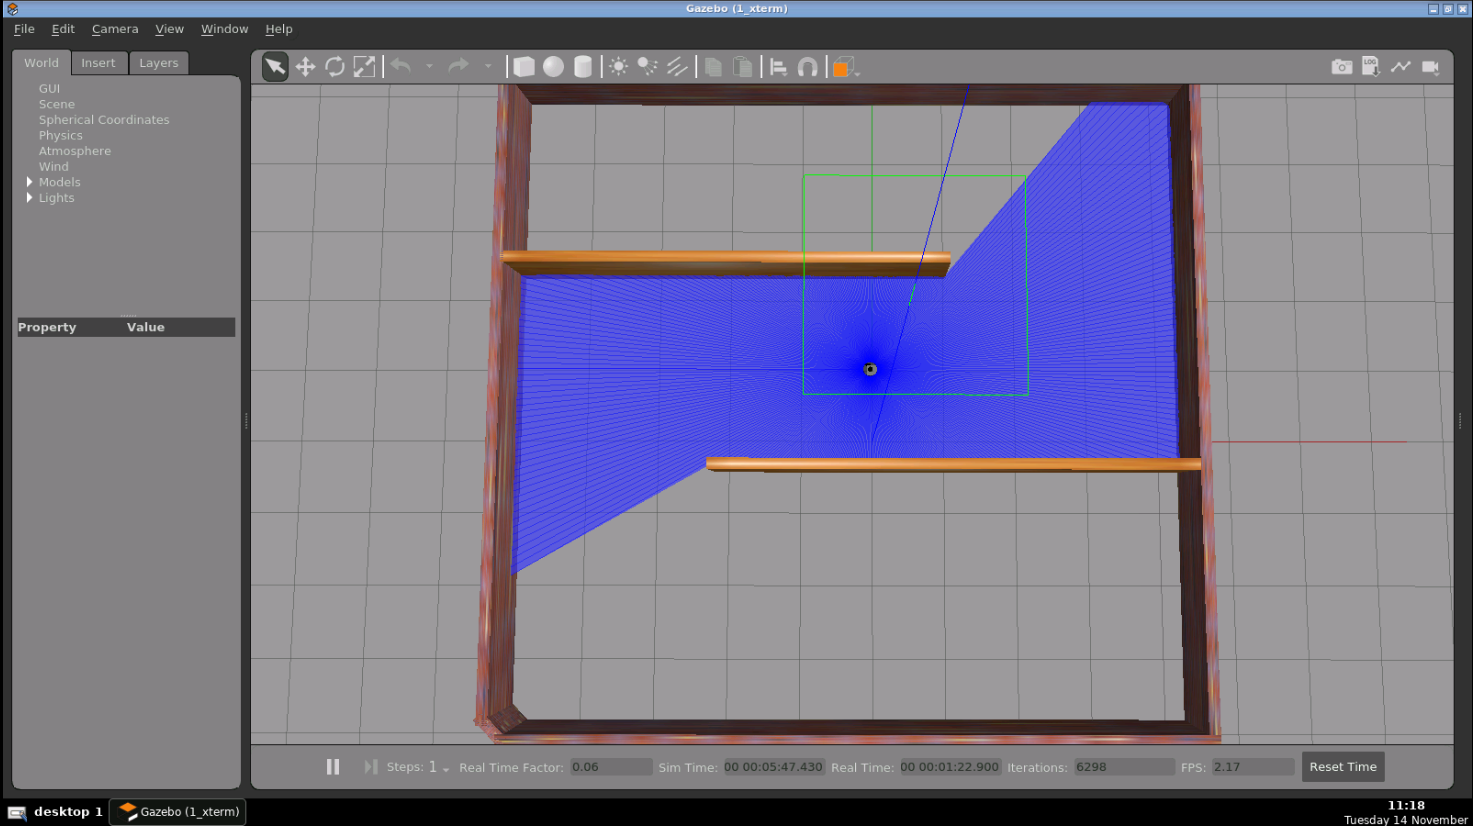 Gazebo (1_xterm)
File Edit Camera View Window Help
World Insert Layers
LOG
GUI
Scene
Spherical Coordinates
Physics
Atmosphere
Wind
Models
Lights
Property Value
Steps: 1 Real Time Factor: 0.06 Sim Time: 00 00:05:47.430 Real Time: 00 00:01:22.900 Iterations: 6298 FPS: 2.17 Reset Time
desktop 1 Gazebo (1_xterm) 11:18
Tuesday 14 November